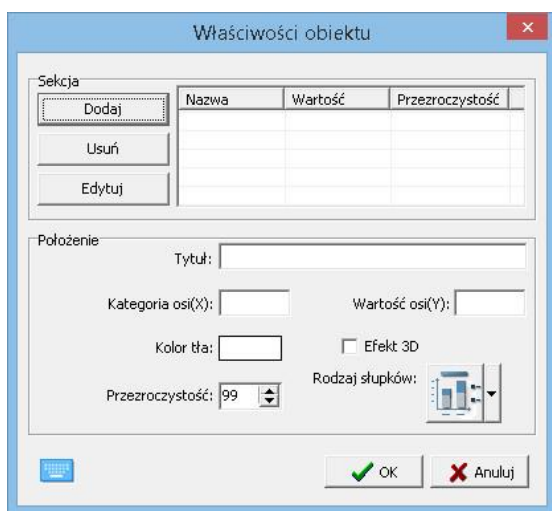 Właściwości obiektu
Sekcja
Dodaj
Nazwa Wartość Przezroczystość
Usuń
Edytuj
Położenie
Tytuł:
Kategoria osi(X): Wartość osi(Y):
Kolor tła: Efekt 3D
Przezroczystość: 99 Rodzaj słupków:
OK Anuluj